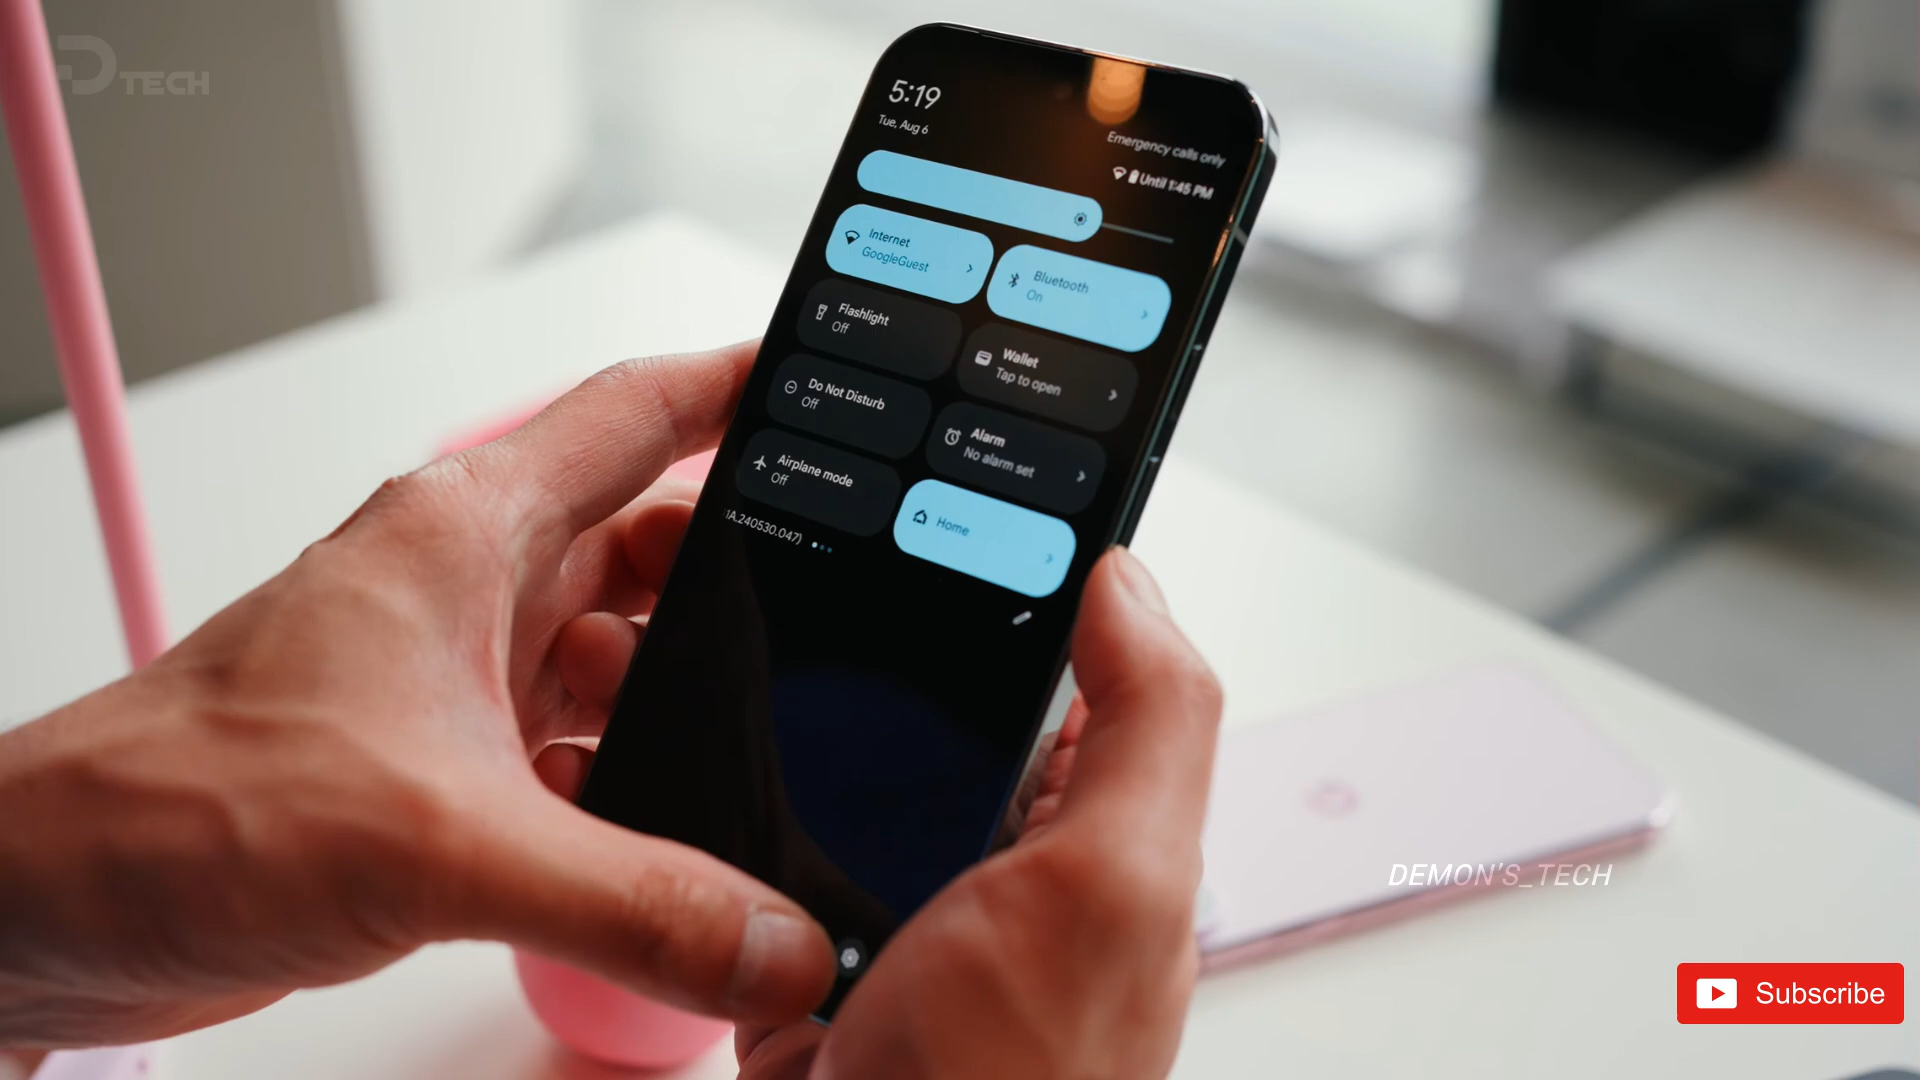 TECH
5:19
Tue, Aug 6
Emergency calls only
Until 1:45 PM
Internet
GoogleGuest
Bluetooth
On
Flashlight
Off
Wallet
Tap to open
Do Not Disturb
Off
Alarm
No alarm set
Airplane mode
Off
Home
1A.240530.047)
DEMON'S_TECH
Subscribe